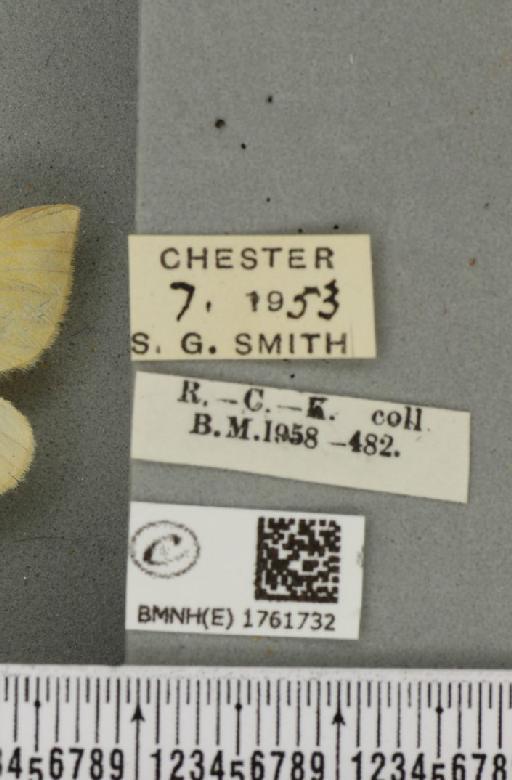 CHESTER
7. 1953
S. G. SMITH
R.–C.–K. coll.
B.M.1958–482.
C
BMNH(E) 1761732
3456789 123456789 12345678